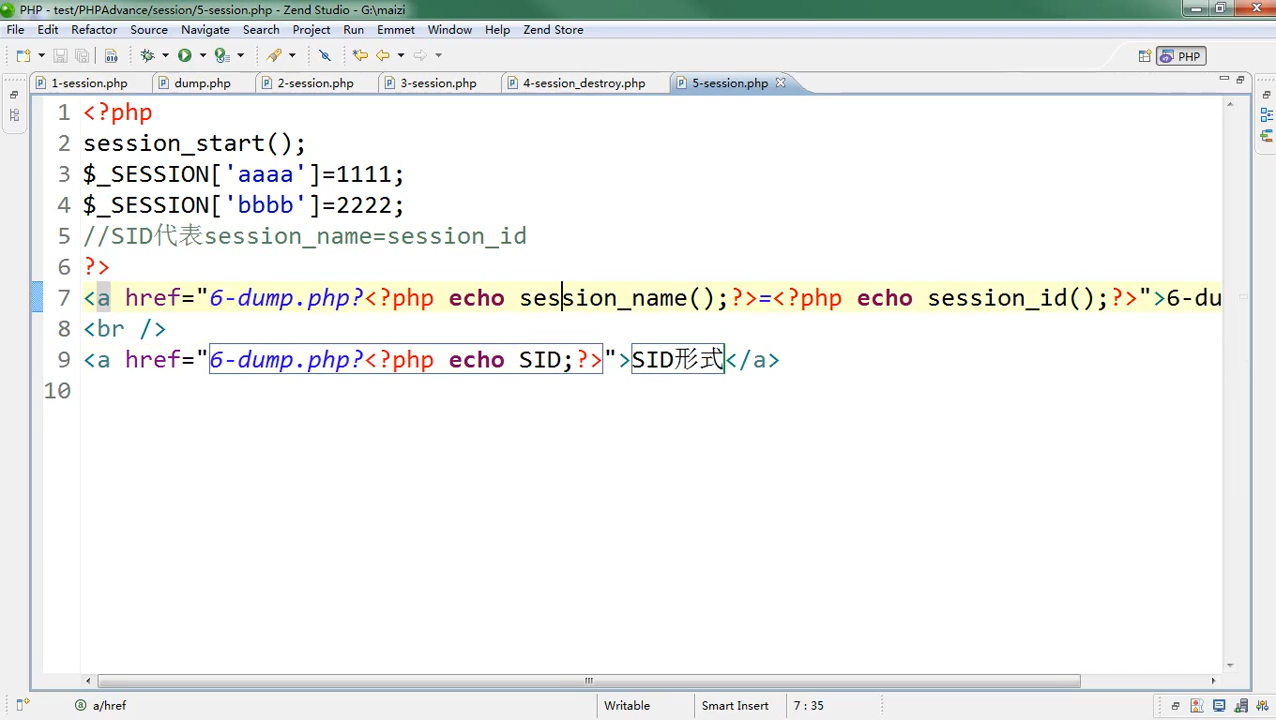 PHP - test/PHPAdvance/session/5-session.php - Zend Studio - G:\maizi
File Edit Refactor Source Navigate Search Project Run Emmet Window Help Zend Store
PHP
1-session.php dump.php 2-session.php 3-session.php 4-session_destroy.php 5-session.php
1 <?php
2 session_start();
3 $_SESSION['aaaa']=1111;
4 $_SESSION['bbbb']=2222;
5 //SID代表session_name=session_id
6 ?>
7 <a href="6-dump.php?<?php echo session_name();?>=<?php echo session_id();?>">6-du
8 <br />
9 <a href="6-dump.php?<?php echo SID;?>">SID形式</a>
10
a/href Writable Smart Insert 7 : 35